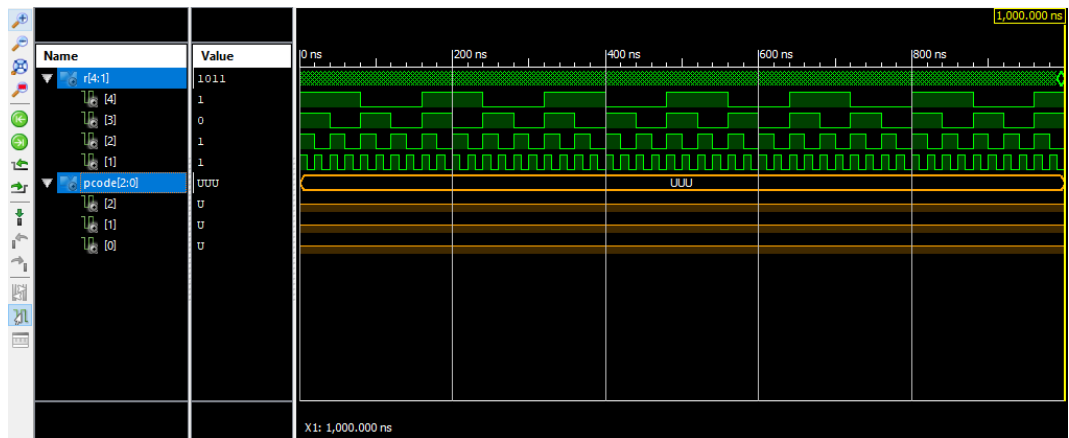 1,000.000 ns
Name Value 0 ns 200 ns 400 ns 600 ns 800 ns
r[4:1] 1011
[4] 1
[3] 0
[2] 1
[1] 1
pcode[2:0] UUU UUU
[2] U
[1] U
[0] U
X1: 1,000.000 ns